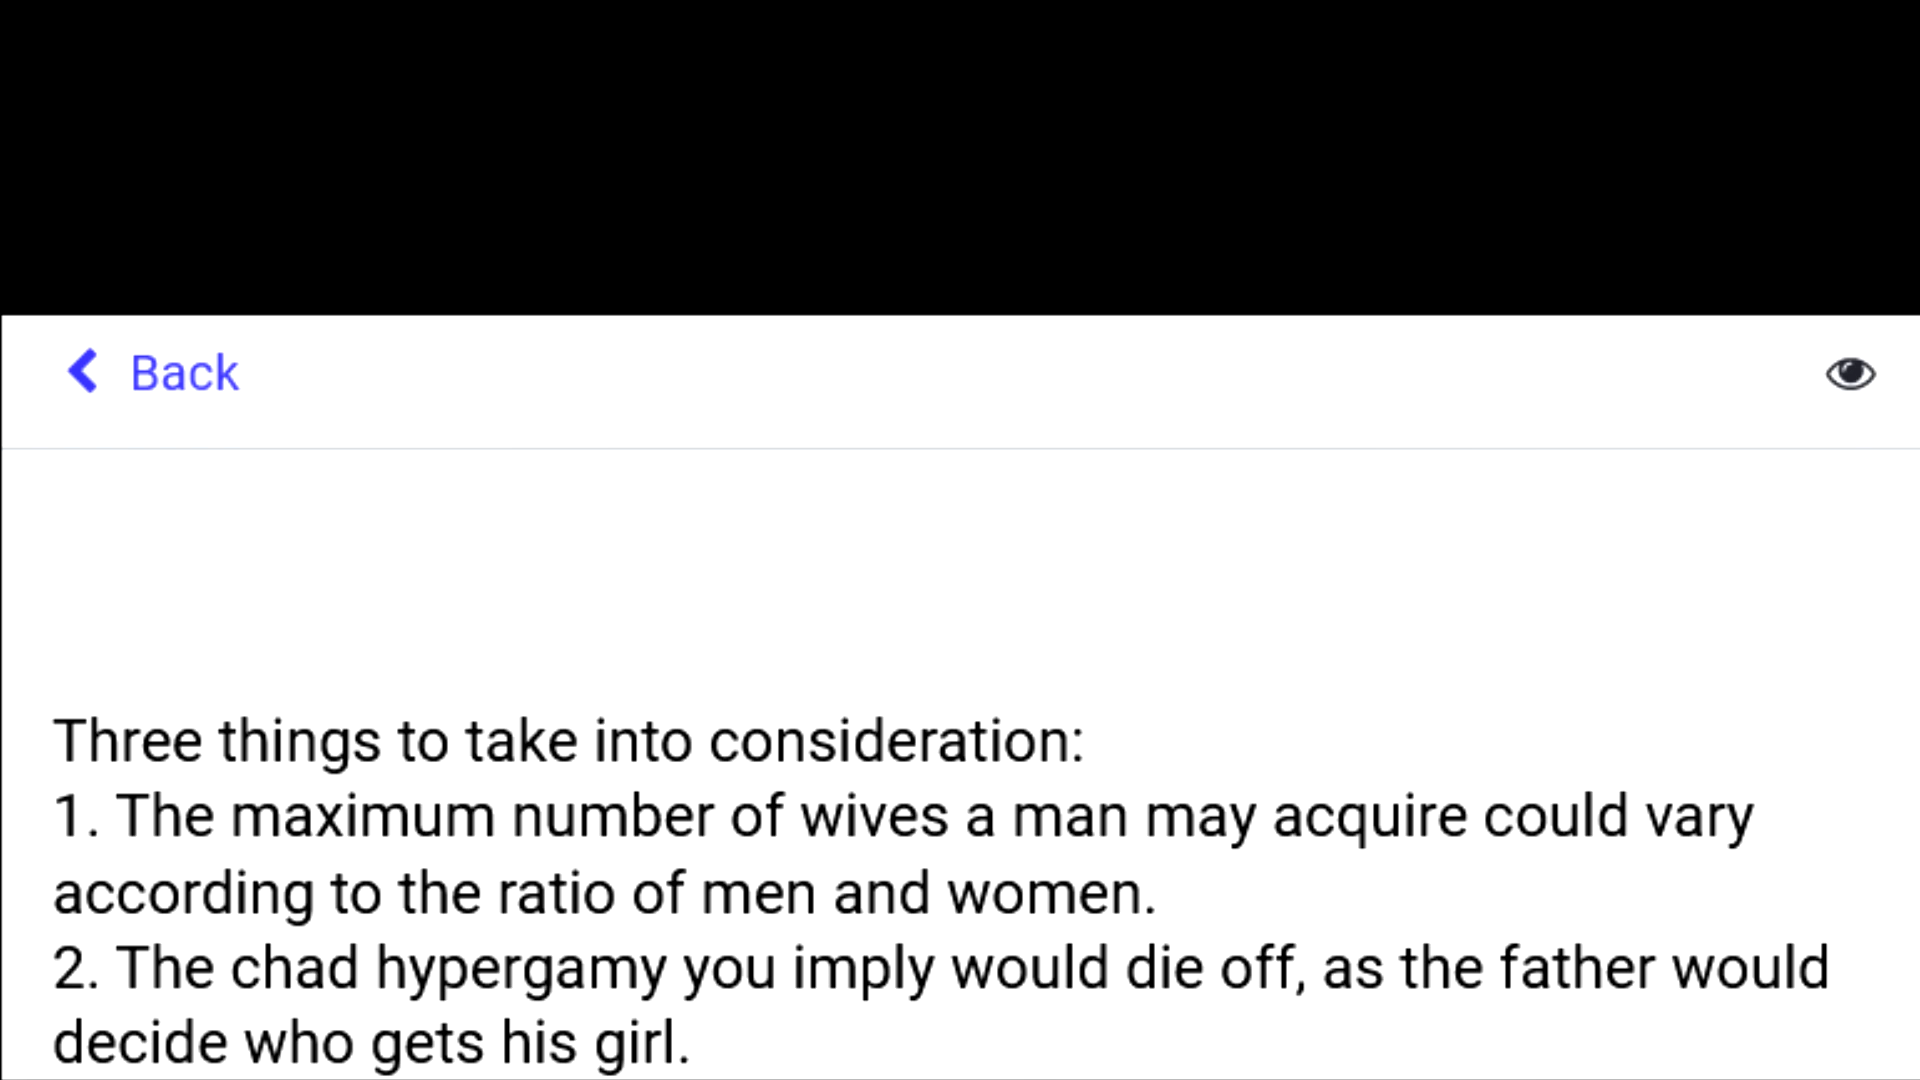 Back
Three things to take into consideration:
1. The maximum number of wives a man may acquire could vary
according to the ratio of men and women.
2. The chad hypergamy you imply would die off, as the father would
decide who gets his girl.